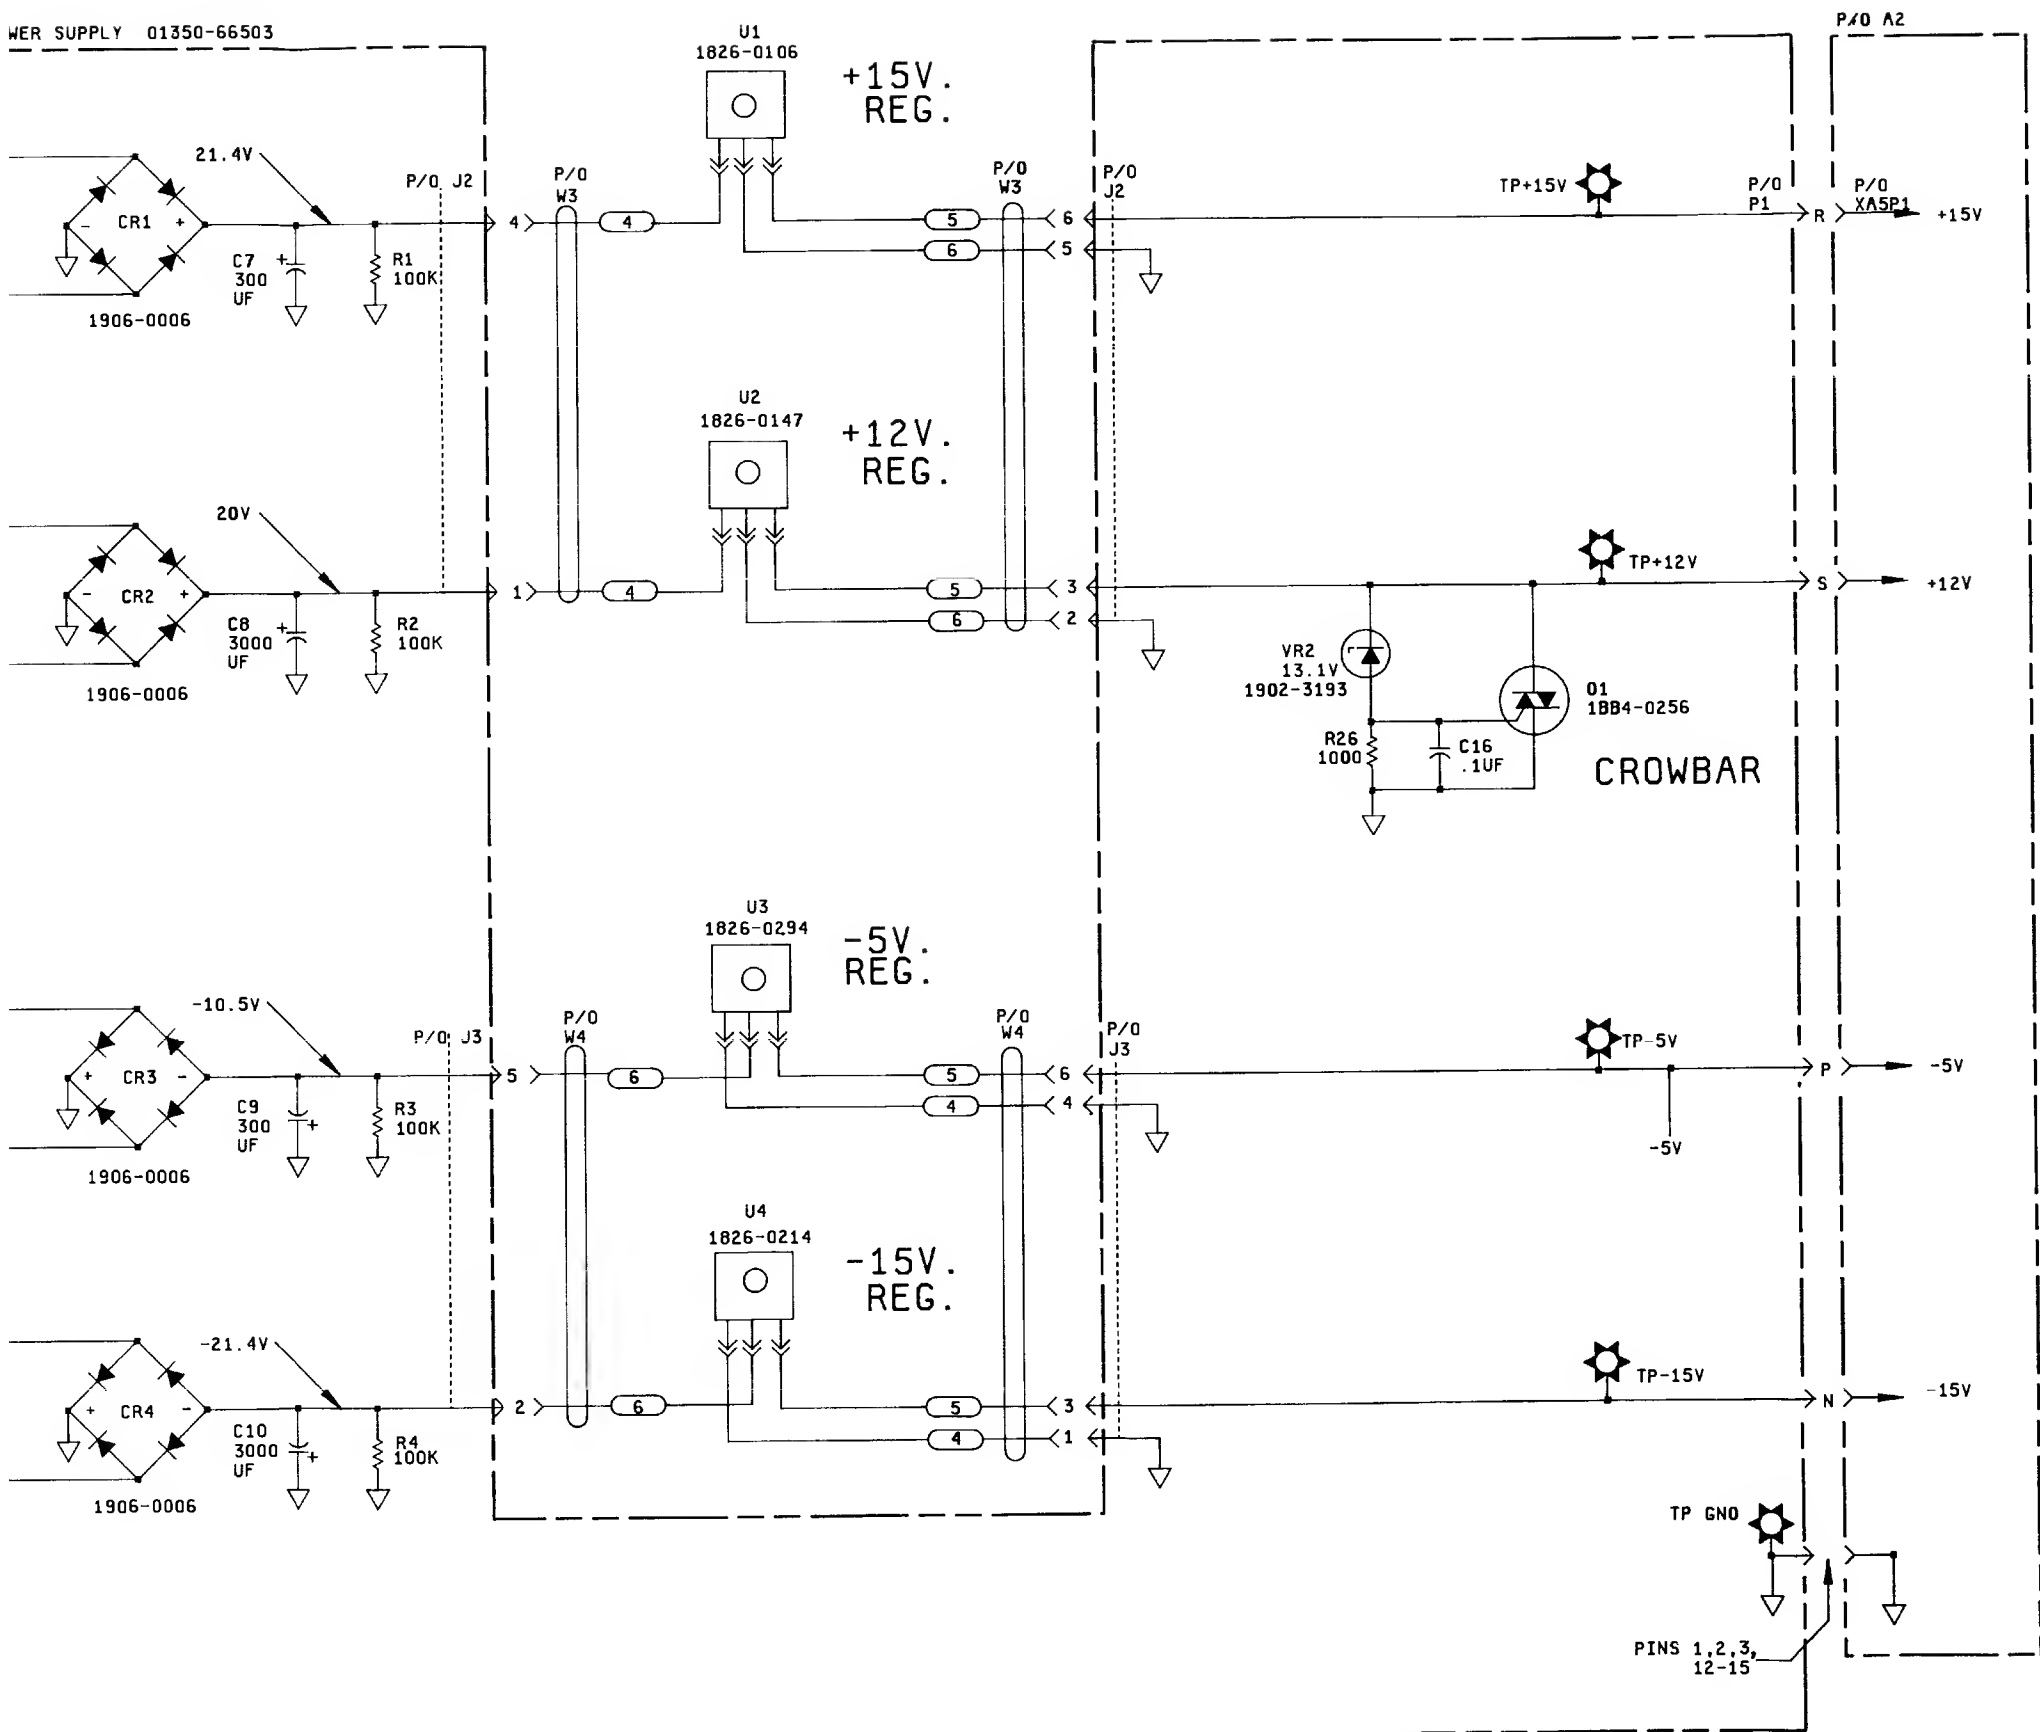 WER SUPPLY 01350-66503
P/O A2
U1
1826-0106
+15V.
REG.
21.4V
P/O J2
P/O
W3
4
4
CR1
-
+
C7
300
UF
+
R1
100K
1906-0006
5
6
P/O
W3
6
5
P/O
J2
TP+15V
P/O
P1
R
P/O
XA5P1
+15V
U2
1826-0147
+12V.
REG.
20V
1
4
CR2
-
+
C8
3000
UF
+
R2
100K
1906-0006
5
6
3
2
TP+12V
S
+12V
VR2
13.1V
1902-3193
Q1
1BB4-0256
R26
1000
C16
.1UF
CROWBAR
U3
1826-0294
-5V.
REG.
-10.5V
P/O J3
P/O
W4
5
6
CR3
+
-
C9
300
UF
+
R3
100K
1906-0006
5
4
P/O
W4
6
4
P/O
J3
TP-5V
-5V
P
-5V
U4
1826-0214
-15V.
REG.
-21.4V
2
6
CR4
+
-
C10
3000
UF
+
R4
100K
1906-0006
5
4
3
1
TP-15V
N
-15V
TP GND
PINS 1,2,3,
12-15